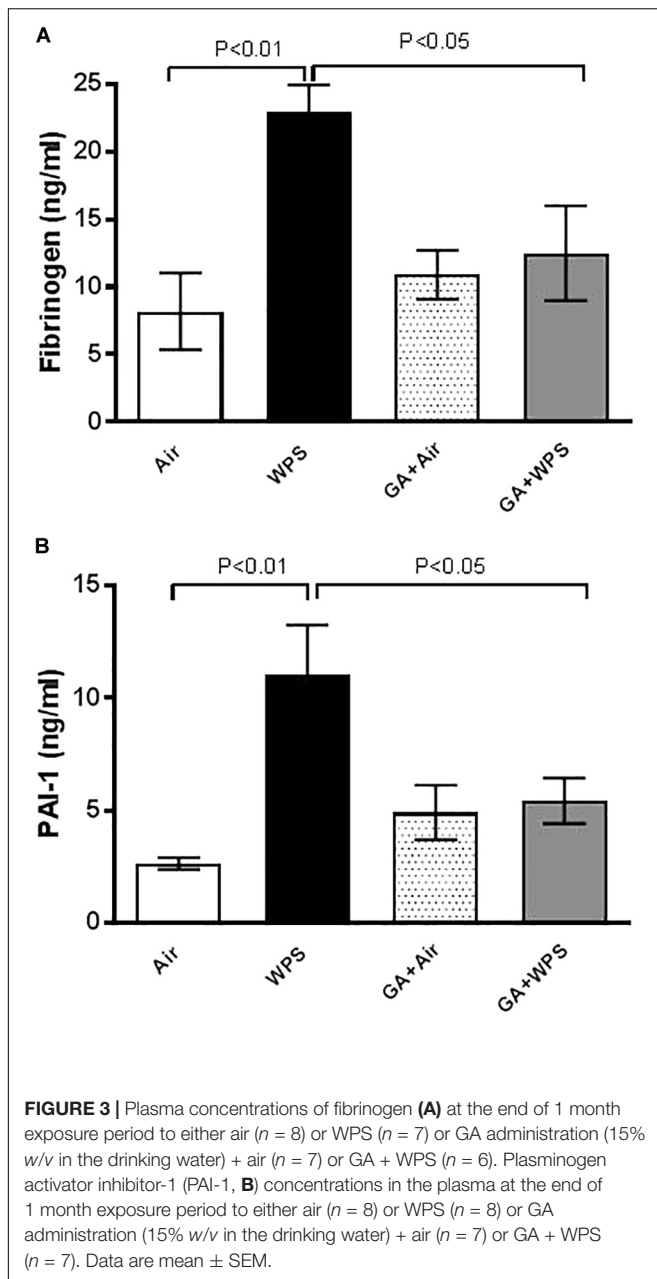 A
P<0.01
P<0.05
Fibrinogen (ng/ml)
25
20
15
10
5
0
Air
WPS
GA+Air
GA+WPS
B
P<0.01
P<0.05
PAI-1 (ng/ml)
15
10
5
0
Air
WPS
GA+Air
GA+WPS
FIGURE 3 | Plasma concentrations of fibrinogen (A) at the end of 1 month
exposure period to either air (n = 8) or WPS (n = 7) or GA administration (15%
w/v in the drinking water) + air (n = 7) or GA + WPS (n = 6). Plasminogen
activator inhibitor-1 (PAI-1, B) concentrations in the plasma at the end of
1 month exposure period to either air (n = 8) or WPS (n = 8) or GA
administration (15% w/v in the drinking water) + air (n = 7) or GA + WPS
(n = 7). Data are mean ± SEM.